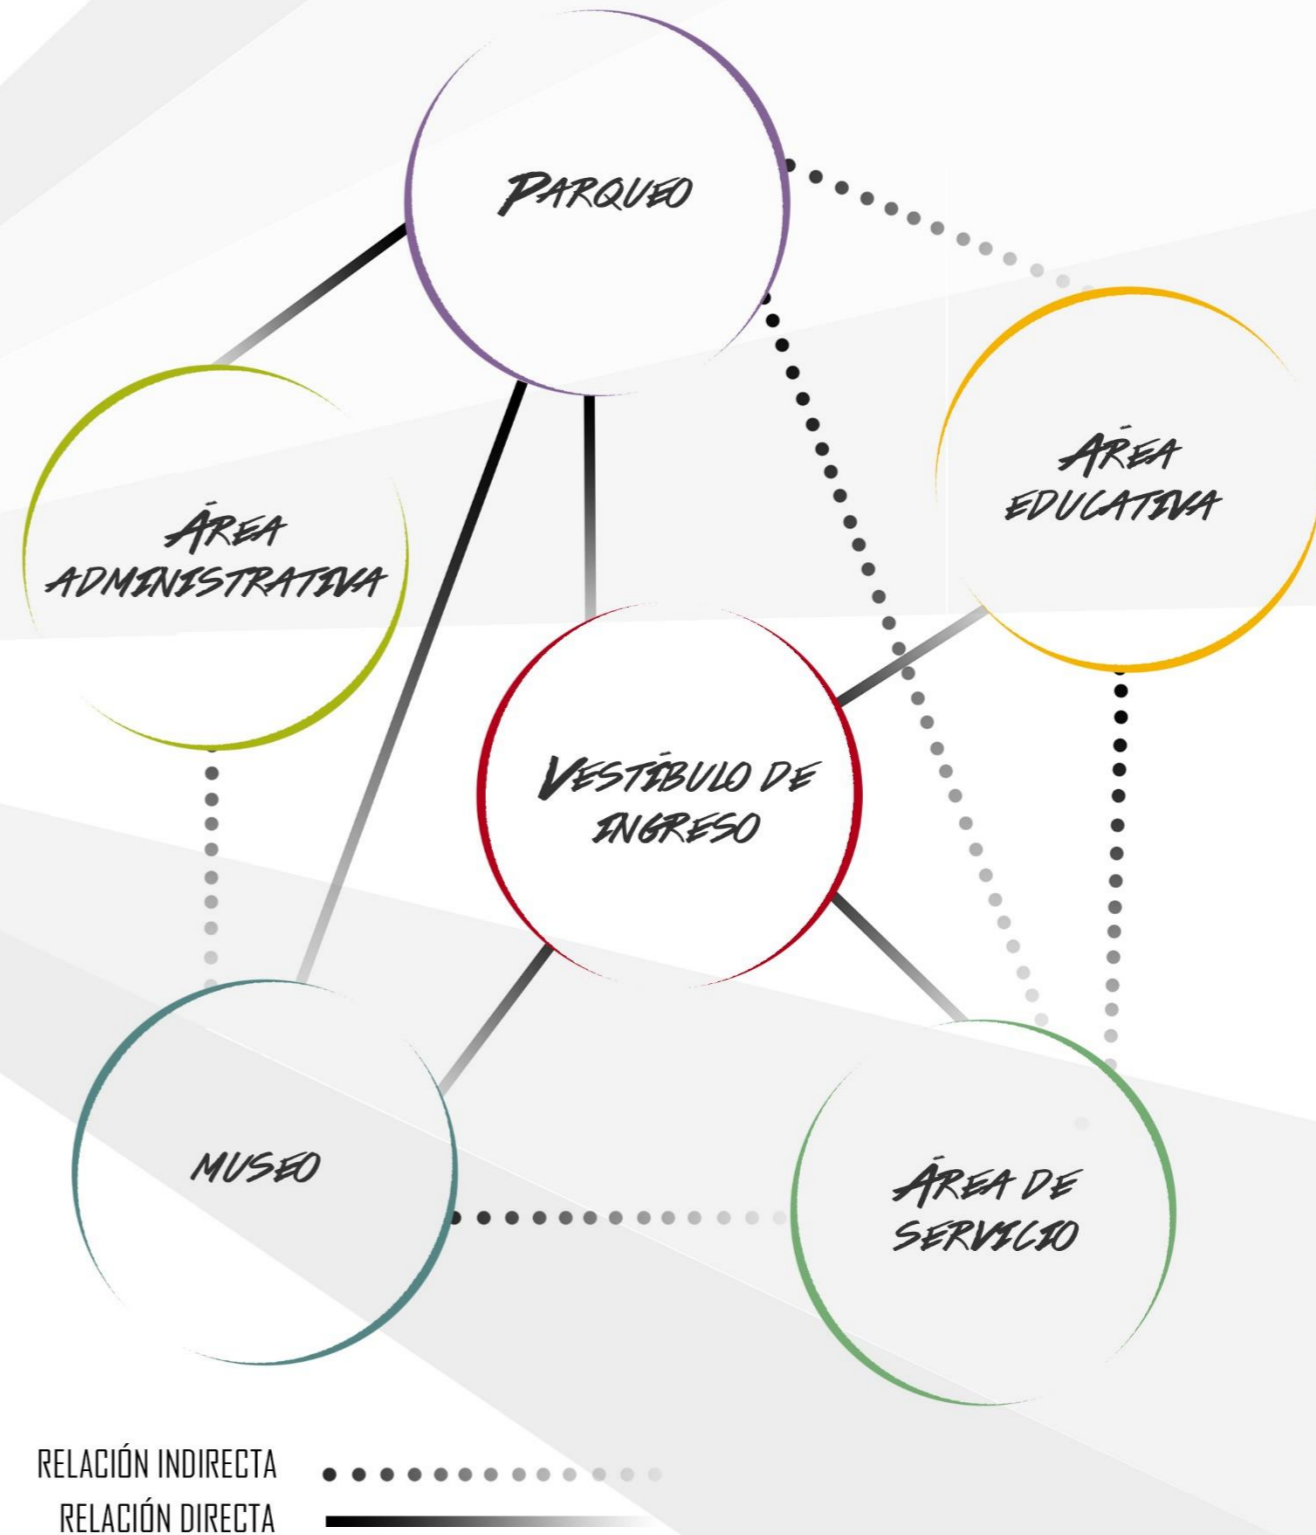 PARQUEO
ÁREA
EDUCATIVA
ÁREA
ADMINISTRATIVA
VESTÍBULO DE
INGRESO
MUSEO
ÁREA DE
SERVICIO
RELACIÓN INDIRECTA
RELACIÓN DIRECTA